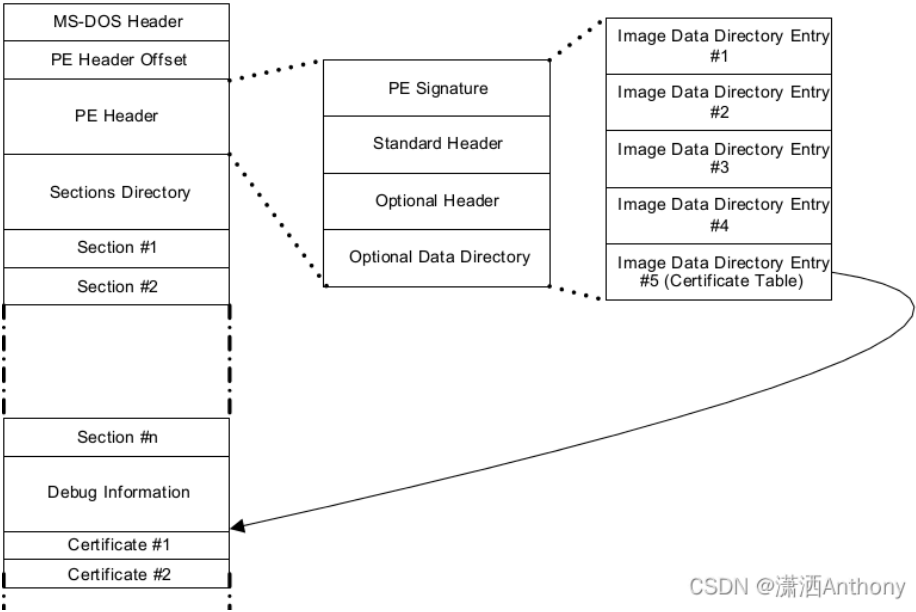 MS-DOS Header
PE Header Offset
PE Header
Sections Directory
Section #1
Section #2
Section #n
Debug Information
Certificate #1
Certificate #2
PE Signature
Standard Header
Optional Header
Optional Data Directory
Image Data Directory Entry
#1
Image Data Directory Entry
#2
Image Data Directory Entry
#3
Image Data Directory Entry
#4
Image Data Directory Entry
#5 (Certificate Table)
CSDN @潇洒Anthony